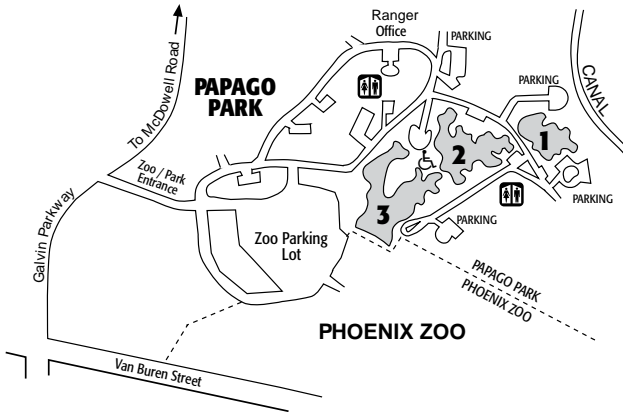 Ranger
Office
PARKING
PARKING
CANAL
To McDowell Road
PAPAGO
PARK
1
2
3
Zoo / Park
Entrance
Galvin Parkway
Zoo Parking
Lot
PARKING
PARKING
PAPAGO PARK
PHOENIX ZOO
PHOENIX ZOO
Van Buren Street